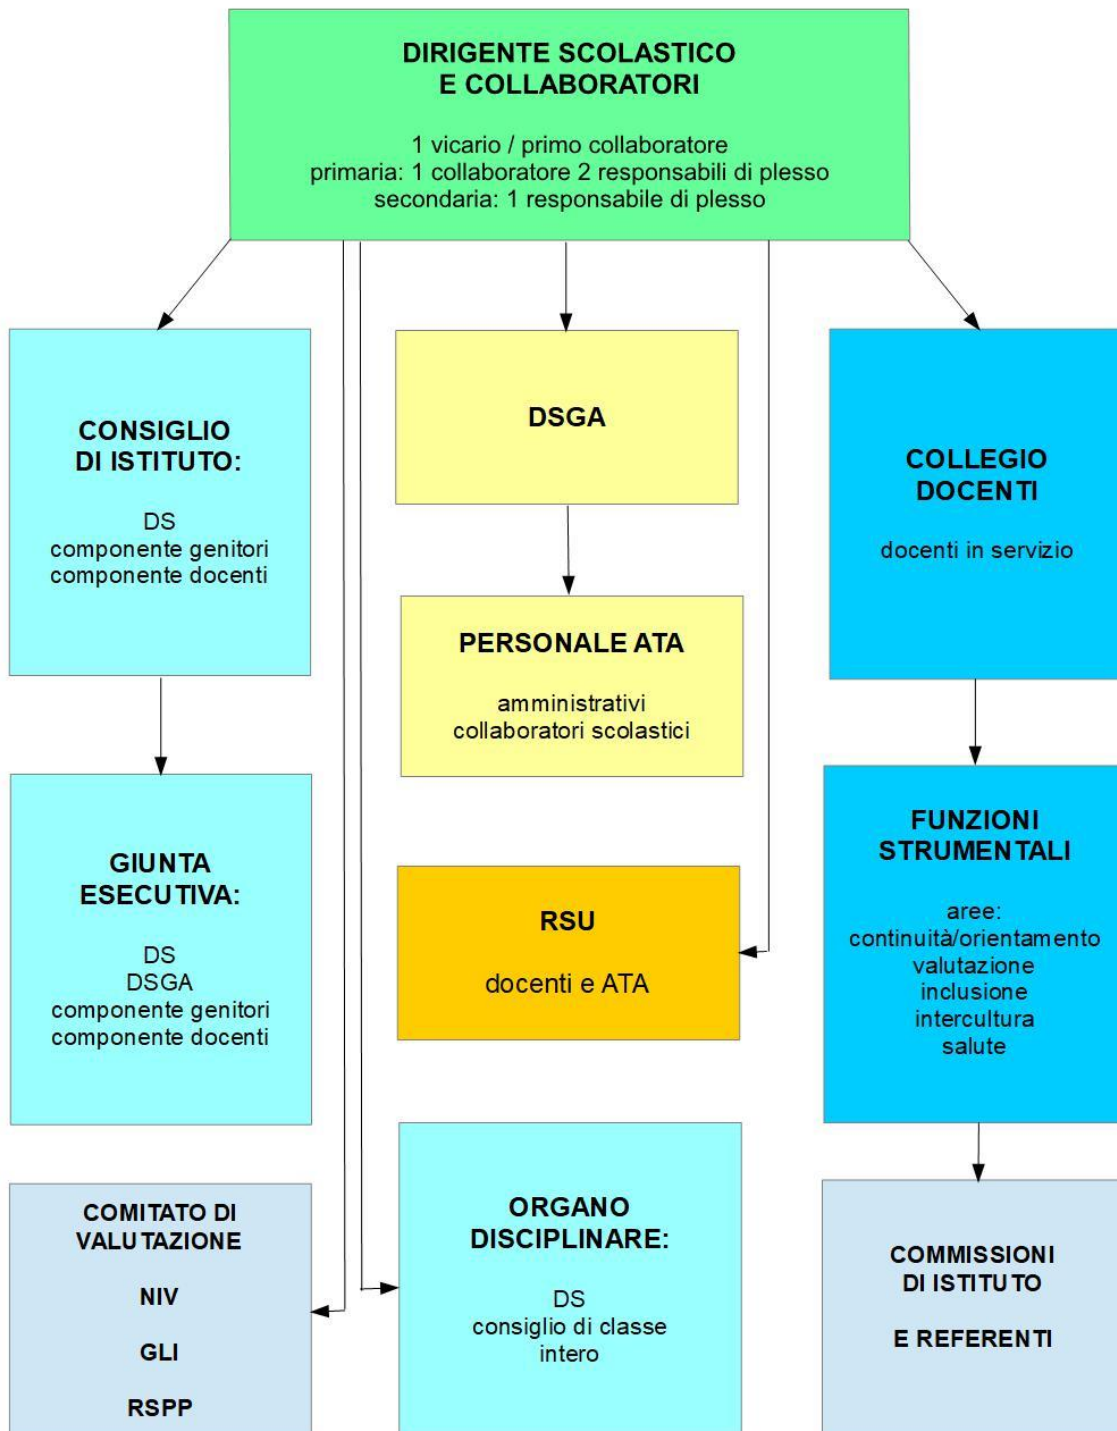 DIRIGENTE SCOLASTICO
E COLLABORATORI
1 vicario / primo collaboratore
primaria: 1 collaboratore 2 responsabili di plesso
secondaria: 1 responsabile di plesso
CONSIGLIO
DI ISTITUTO:
DS
componente genitori
componente docenti
DSGA
COLLEGIO
DOCENTI
docenti in servizio
PERSONALE ATA
amministrativi
collaboratori scolastici
GIUNTA
ESECUTIVA:
DS
DSGA
componente genitori
componente docenti
RSU
docenti e ATA
FUNZIONI
STRUMENTALI
aree:
continuità/orientamento
valutazione
inclusione
intercultura
salute
COMITATO DI
VALUTAZIONE
NIV
GLI
RSPP
ORGANO
DISCIPLINARE:
DS
consiglio di classe
intero
COMMISSIONI
DI ISTITUTO
E REFERENTI